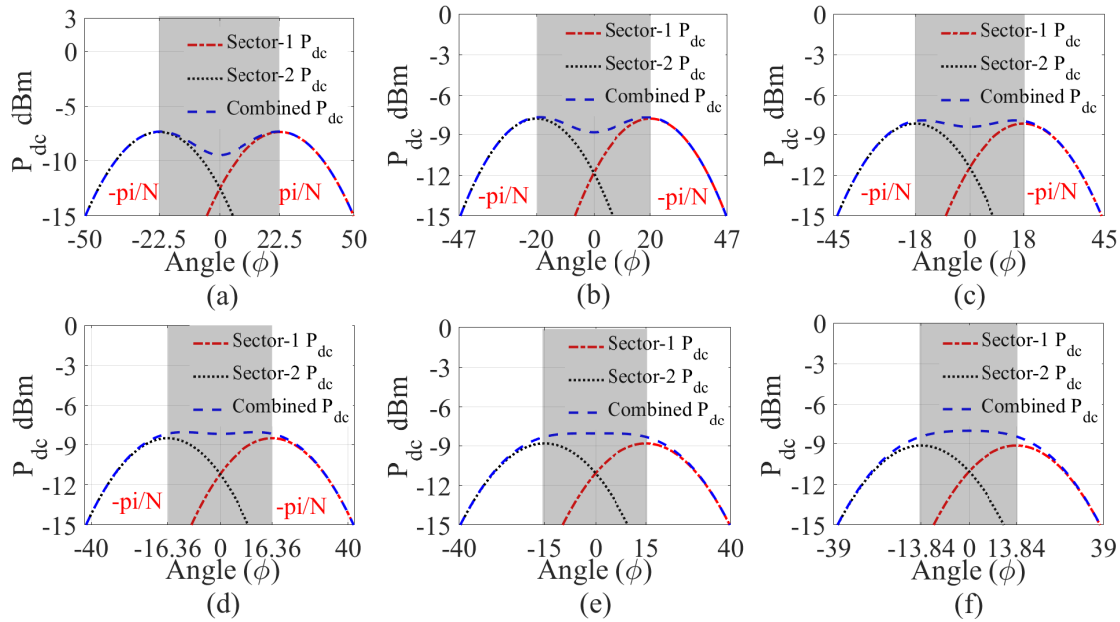 3
0
-5
-10
-15
P_dc dBm
Sector-1 P_dc
Sector-2 P_dc
Combined P_dc
-pi/N
pi/N
-50 -22.5 0 22.5 50
Angle (ϕ)
(a)
0
-3
-6
-9
-12
-15
P_dc dBm
Sector-1 P_dc
Sector-2 P_dc
Combined P_dc
-pi/N
-pi/N
-47 -20 0 20 47
Angle (ϕ)
(b)
0
-3
-6
-9
-12
-15
P_dc dBm
Sector-1 P_dc
Sector-2 P_dc
Combined P_dc
-pi/N
-pi/N
-45 -18 0 18 45
Angle (ϕ)
(c)
0
-3
-6
-9
-12
-15
P_dc dBm
Sector-1 P_dc
Sector-2 P_dc
Combined P_dc
-pi/N
-pi/N
-40 -16.36 0 16.36 40
Angle (ϕ)
(d)
0
-3
-6
-9
-12
-15
P_dc dBm
Sector-1 P_dc
Sector-2 P_dc
Combined P_dc
-40 -15 0 15 40
Angle (ϕ)
(e)
0
-3
-6
-9
-12
-15
P_dc dBm
Sector-1 P_dc
Sector-2 P_dc
Combined P_dc
-39 -13.84 0 13.84 39
Angle (ϕ)
(f)